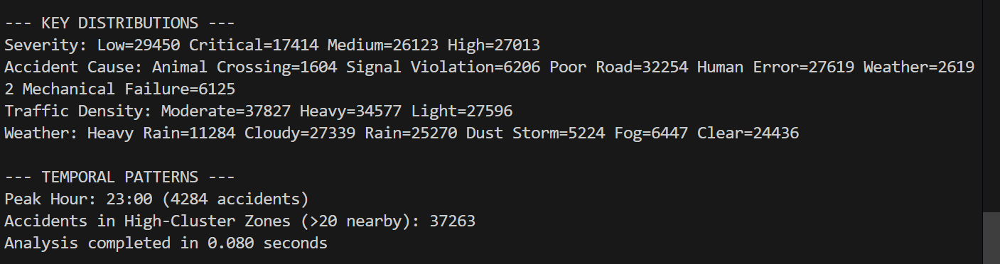 --- KEY DISTRIBUTIONS ---
Severity: Low=29450 Critical=17414 Medium=26123 High=27013
Accident Cause: Animal Crossing=1604 Signal Violation=6206 Poor Road=32254 Human Error=27619 Weather=2619
2 Mechanical Failure=6125
Traffic Density: Moderate=37827 Heavy=34577 Light=27596
Weather: Heavy Rain=11284 Cloudy=27339 Rain=25270 Dust Storm=5224 Fog=6447 Clear=24436
--- TEMPORAL PATTERNS ---
Peak Hour: 23:00 (4284 accidents)
Accidents in High-Cluster Zones (>20 nearby): 37263
Analysis completed in 0.080 seconds